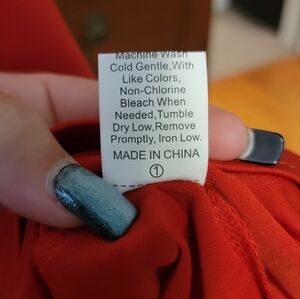 Machine Wash
Cold Gentle,With
Like Colors,
Non-Chlorine
Bleach When
Needed,Tumble
Dry Low,Remove
Promptly, Iron Low.
MADE IN CHINA
①